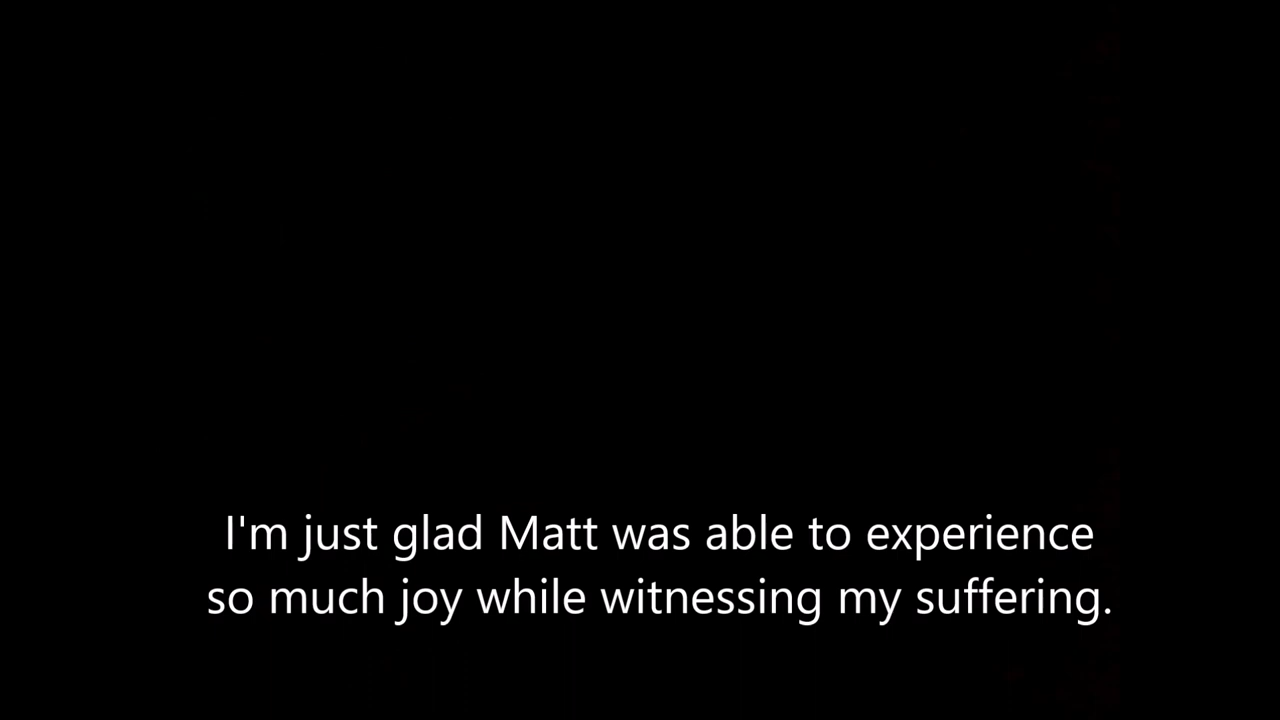 I'm just glad Matt was able to experience
so much joy while witnessing my suffering.